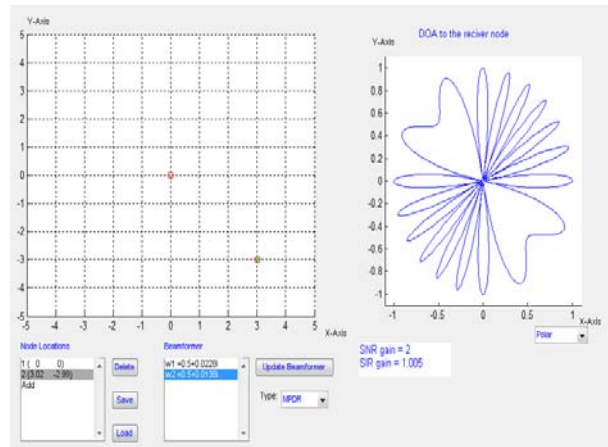 Y-Axis
5
4
3
2
1
0
-1
-2
-3
-4
-5
-5 -4 -3 -2 -1 0 1 2 3 4 5
X-Axis
DOA to the reciver node
Y-Axis
1
0.8
0.6
0.4
0.2
0
-0.2
-0.4
-0.6
-0.8
-1
-1 -0.5 0 0.5 1
X-Axis
Polar
Node Locations
1 ( 0 0)
2 (3.02 -2.99)
Add
Delete
Save
Load
Beamformer
w1 =0.5+0.0228i
w2 =0.5+0.0138i
Update Beamformer
Type: MPDR
SNR gain = 2
SIR gain = 1.005